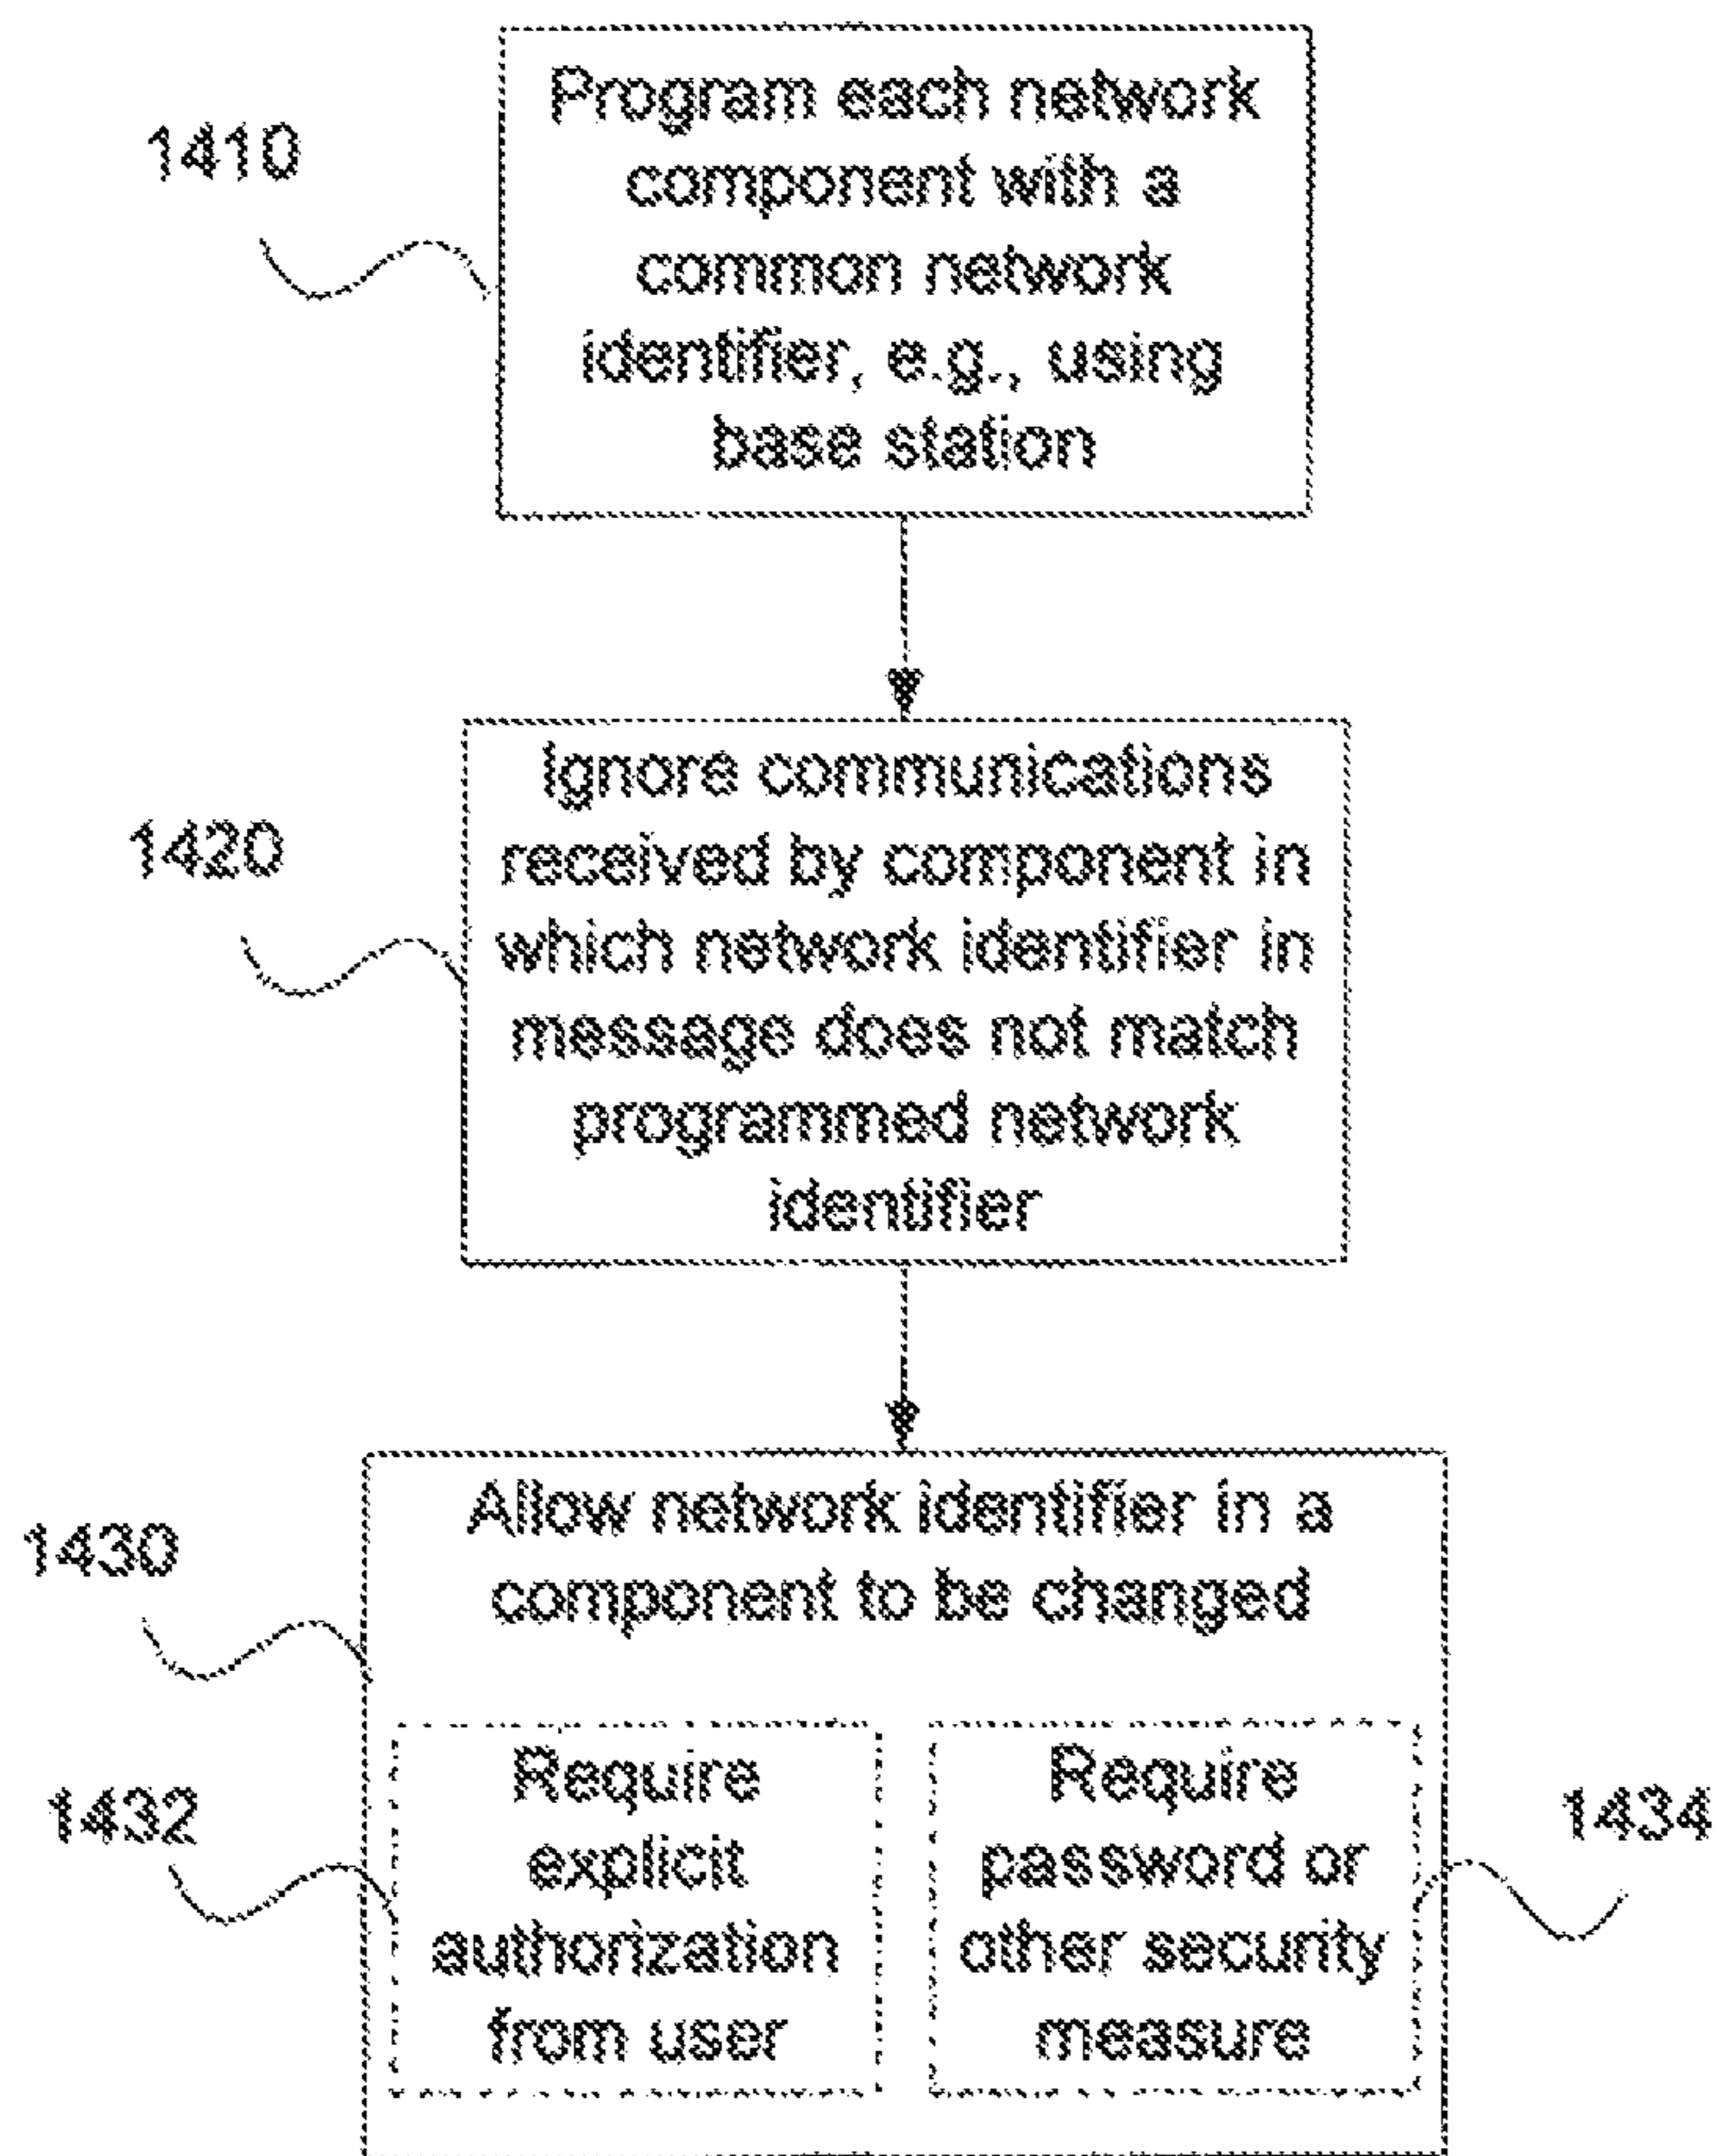 1410
Program each network
component with a
common network
identifier, e.g., using
base station
1420
Ignore communications
received by component in
which network identifier in
message does not match
programmed network
identifier
1430
Allow network identifier in a
component to be changed
1432
Require
explicit
authorization
from user
Require
password or
other security
measure
1434